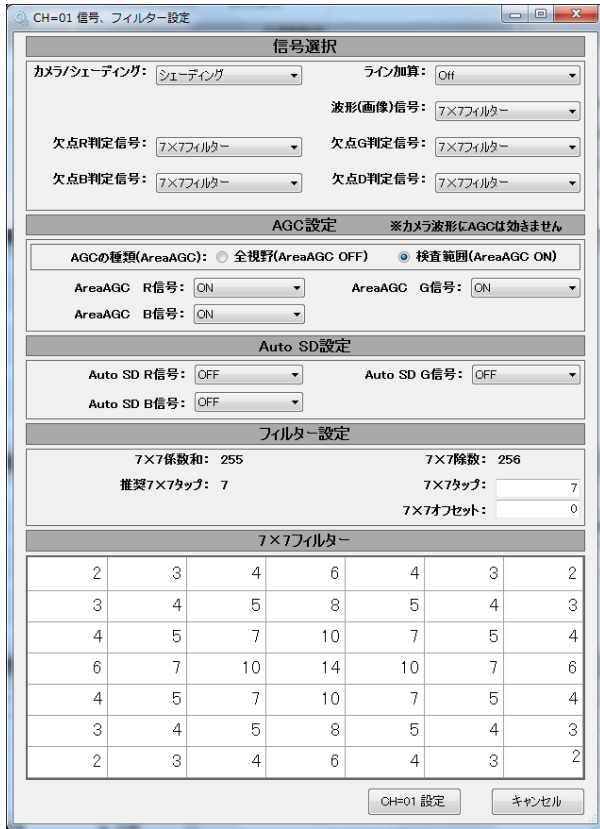 CH=01 信号、フィルター設定
信号選択
カメラ/シェーディング: シェーディング ライン加算: Off
波形(画像)信号: 7×7フィルター
欠点R判定信号: 7×7フィルター 欠点G判定信号: 7×7フィルター
欠点B判定信号: 7×7フィルター 欠点D判定信号: 7×7フィルター
AGC設定 ※カメラ波形にAGCは効きません
AGCの種類(AreaAGC): 全視野(AreaAGC OFF) 検査範囲(AreaAGC ON)
AreaAGC R信号: ON AreaAGC G信号: ON
AreaAGC B信号: ON
Auto SD設定
Auto SD R信号: OFF Auto SD G信号: OFF
Auto SD B信号: OFF
フィルター設定
7×7係数和: 255 7×7除数: 256
推奨7×7タップ: 7 7×7タップ: 7
7×7オフセット: 0
7×7フィルター
2 3 4 6 4 3 2
3 4 5 8 5 4 3
4 5 7 10 7 5 4
6 7 10 14 10 7 6
4 5 7 10 7 5 4
3 4 5 8 5 4 3
2 3 4 6 4 3 2
CH=01 設定 キャンセル